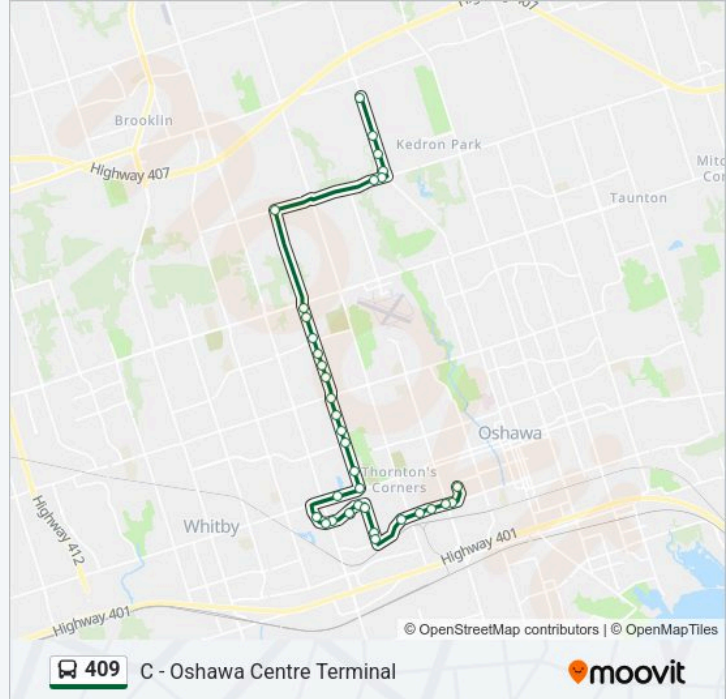 407
Brooklin
Kedron Park
Highway 407
Taunton
Oshawa
Thornton's
Corners
Whitby
Highway 412
Highway 401
Highway 401
© OpenStreetMap contributors | © OpenMapTiles
409 C - Oshawa Centre Terminal
moovit